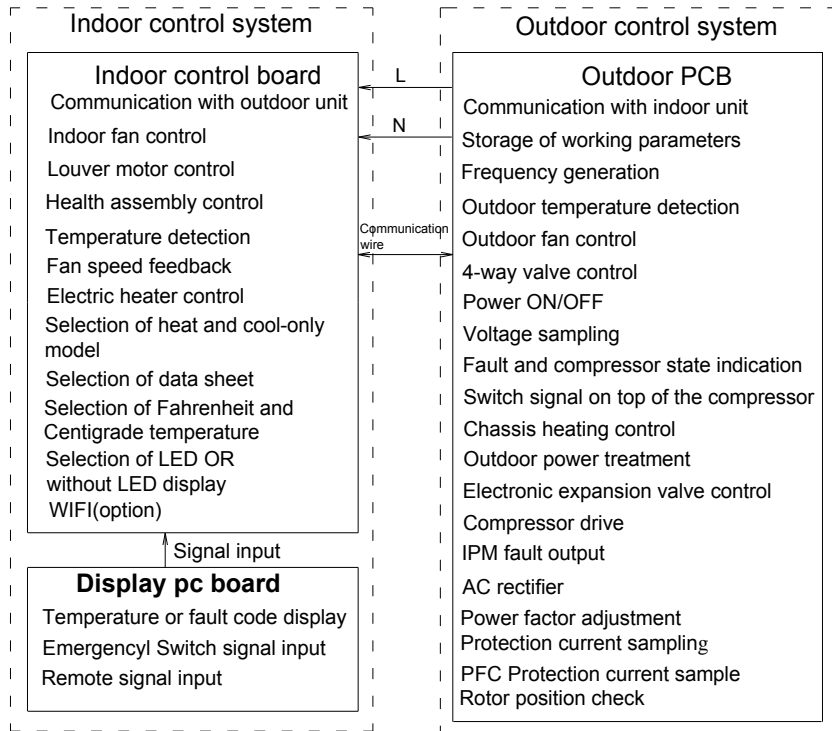 Indoor control system
Indoor control board
Communication with outdoor unit
Indoor fan control
Louver motor control
Health assembly control
Temperature detection
Fan speed feedback
Electric heater control
Selection of heat and cool-only
model
Selection of data sheet
Selection of Fahrenheit and
Centigrade temperature
Selection of LED OR
without LED display
WIFI(option)
Signal input
Display pc board
Temperature or fault code display
Emergencyl Switch signal input
Remote signal input
L
N
Communication
wire
Outdoor control system
Outdoor PCB
Communication with indoor unit
Storage of working parameters
Frequency generation
Outdoor temperature detection
Outdoor fan control
4-way valve control
Power ON/OFF
Voltage sampling
Fault and compressor state indication
Switch signal on top of the compressor
Chassis heating control
Outdoor power treatment
Electronic expansion valve control
Compressor drive
IPM fault output
AC rectifier
Power factor adjustment
Protection current sampling
PFC Protection current sample
Rotor position check